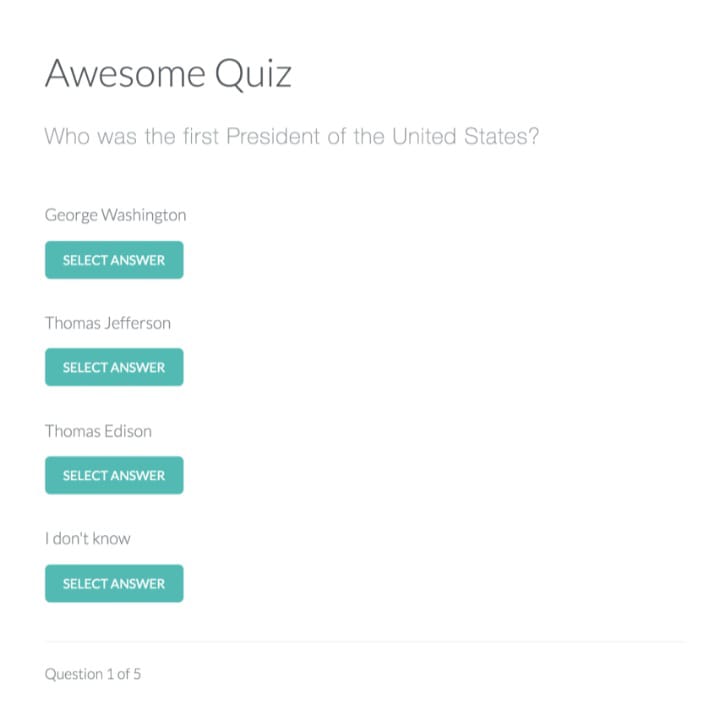 Awesome Quiz
Who was the first President of the United States?
George Washington
SELECT ANSWER
Thomas Jefferson
SELECT ANSWER
Thomas Edison
SELECT ANSWER
I don't know
SELECT ANSWER
Question 1 of 5